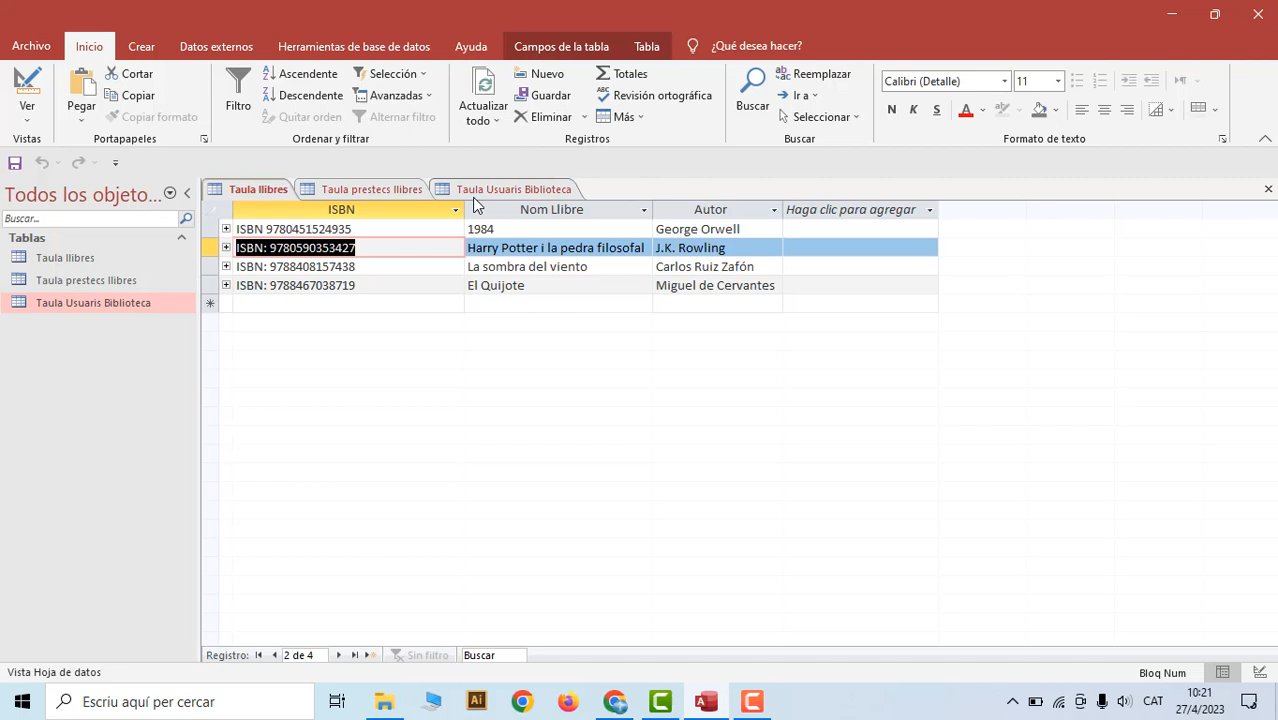 Archivo Inicio Crear Datos externos Herramientas de base de datos Ayuda Campos de la tabla Tabla ¿Qué desea hacer?
Ver
Vistas
Pegar
Cortar
Copiar
Copiar formato
Portapapeles
Filtro
Ascendente
Descendente
Quitar orden
Selección
Avanzadas
Alternar filtro
Ordenar y filtrar
Actualizar
todo
Nuevo
Guardar
Eliminar
Totales
Revisión ortográfica
Más
Registros
Buscar
Reemplazar
Ir a
Seleccionar
Buscar
Calibri (Detalle) 11
N K S A
Formato de texto
Todos los objeto...
Buscar...
Tablas
Taula llibres
Taula prestecs llibres
Taula Usuaris Biblioteca
Taula llibres Taula prestecs llibres Taula Usuaris Biblioteca
ISBN Nom Llibre Autor Haga clic para agregar
ISBN 9780451524935 1984 George Orwell
ISBN: 9780590353427 Harry Potter i la pedra filosofal J.K. Rowling
ISBN: 9788408157438 La sombra del viento Carlos Ruiz Zafón
ISBN: 9788467038719 El Quijote Miguel de Cervantes
Registro: 2 de 4 Sin filtro Buscar
Vista Hoja de datos Bloq Num
Escriu aquí per cercar
Ai
CAT
10:21
27/4/2023